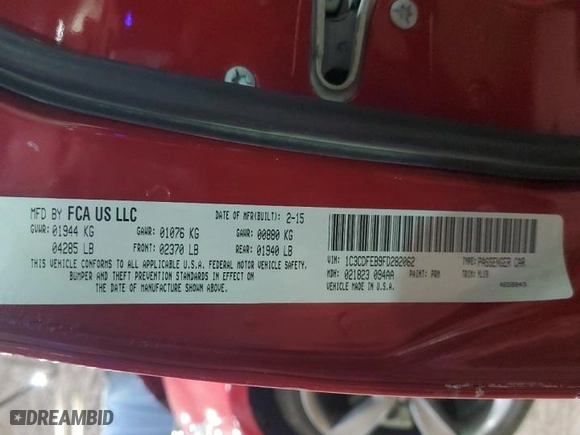 MFD BY FCA US LLC DATE OF MFR(BUILT): 2-15
GVWR: 01944 KG GAWR: 01076 KG GAWR: 00880 KG
04285 LB FRONT: 02370 LB REAR: 01940 LB
THIS VEHICLE CONFORMS TO ALL APPLICABLE U.S.A. FEDERAL MOTOR VEHICLE SAFETY,
BUMPER AND THEFT PREVENTION STANDARDS IN EFFECT ON
THE DATE OF MANUFACTURE SHOWN ABOVE.
VIN: 1C3CDFEB9FD282062 TYPE: PASSENGER CAR
MDH: 021823 094AA PAINT: PRM TRIM:
VEHICLE MADE IN U.S.A.
DREAMBID